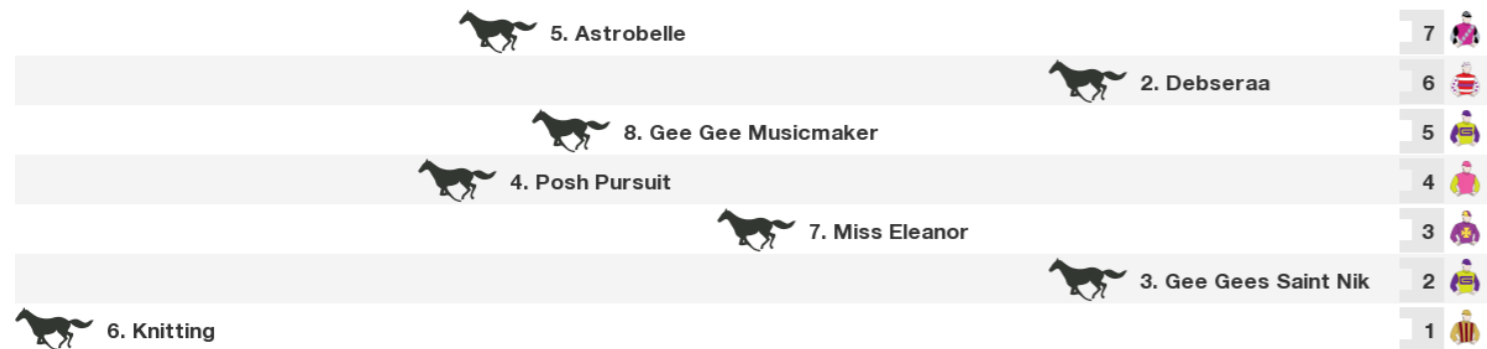 5. Astrobelle 7
2. Debseraa 6
8. Gee Gee Musicmaker 5
4. Posh Pursuit 4
7. Miss Eleanor 3
3. Gee Gees Saint Nik 2
6. Knitting 1